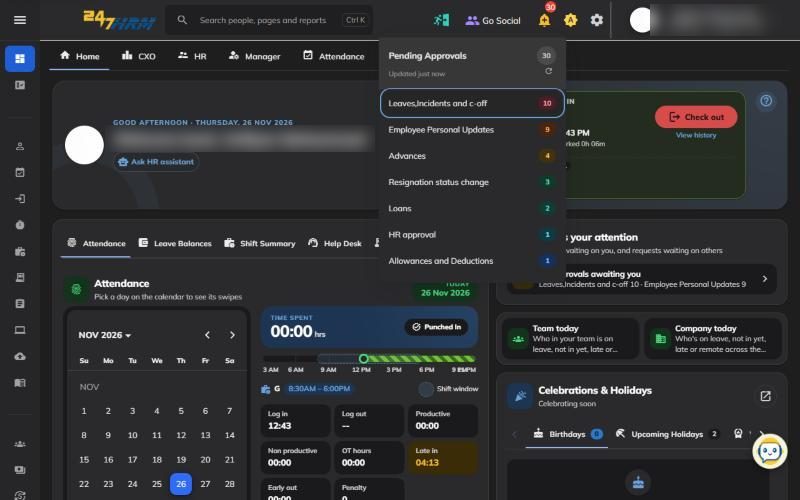 247HRM
Search people, pages and reports
Ctrl K
Go Social
30
Home
CXO
HR
Manager
Attendance
Pending Approvals
30
Updated just now
Leaves,Incidents and c-off
10
Employee Personal Updates
9
Advances
4
Resignation status change
3
Loans
2
HR approval
1
Allowances and Deductions
1
GOOD AFTERNOON · THURSDAY, 26 NOV 2026
Ask HR assistant
IN
Check out
View history
Attendance
Leave Balances
Shift Summary
Help Desk
Attendance
Pick a day on the calendar to see its swipes
TODAY
26 Nov 2026
NOV 2026
Su Mo Tu We Th Fr Sa
NOV
1 2 3 4 5 6 7
8 9 10 11 12 13 14
15 16 17 18 19 20 21
22 23 24 25 26 27 28
TIME SPENT
00:00 hrs
Punched In
3 AM 6 AM 9 AM 12 PM 3 PM 6 PM
G
8:30AM – 6:00PM
Shift window
Log in
12:43
Log out
--
Productive
00:00
Non productive
00:00
OT hours
00:00
Late in
04:13
Early out
00:00
Penalty
0
your attention
waiting on you, and requests waiting on others
awaiting you
Leaves,Incidents and c-off 10 · Employee Personal Updates 9
Team today
Who in your team is on
leave, not in yet, late or...
Company today
Who's on leave, not in yet,
late or remote across the...
Celebrations & Holidays
Celebrating soon
Birthdays
Upcoming Holidays
2